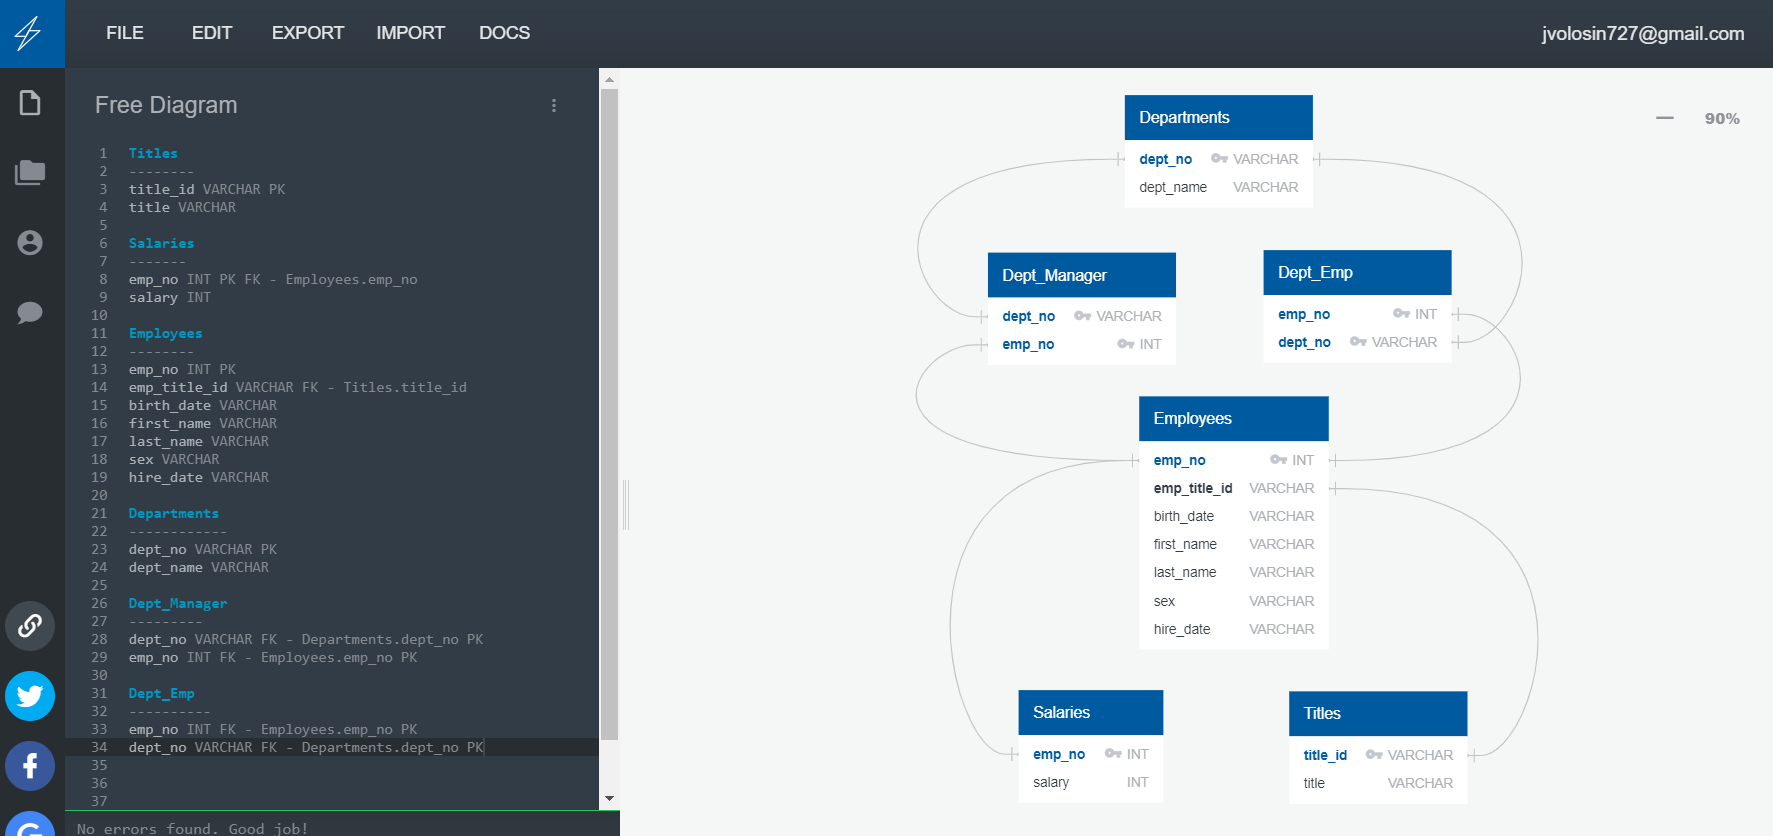 FILE EDIT EXPORT IMPORT DOCS jvolosin727@gmail.com
Free Diagram
1 Titles
2 --------
3 title_id VARCHAR PK
4 title VARCHAR
5
6 Salaries
7 -------
8 emp_no INT PK FK - Employees.emp_no
9 salary INT
10
11 Employees
12 --------
13 emp_no INT PK
14 emp_title_id VARCHAR FK - Titles.title_id
15 birth_date VARCHAR
16 first_name VARCHAR
17 last_name VARCHAR
18 sex VARCHAR
19 hire_date VARCHAR
20
21 Departments
22 ------------
23 dept_no VARCHAR PK
24 dept_name VARCHAR
25
26 Dept_Manager
27 ---------
28 dept_no VARCHAR FK - Departments.dept_no PK
29 emp_no INT FK - Employees.emp_no PK
30
31 Dept_Emp
32 ----------
33 emp_no INT FK - Employees.emp_no PK
34 dept_no VARCHAR FK - Departments.dept_no PK
35
36
37
No errors found. Good job!
90%
Departments
dept_no VARCHAR
dept_name VARCHAR
Dept_Manager
dept_no VARCHAR
emp_no INT
Dept_Emp
emp_no INT
dept_no VARCHAR
Employees
emp_no INT
emp_title_id VARCHAR
birth_date VARCHAR
first_name VARCHAR
last_name VARCHAR
sex VARCHAR
hire_date VARCHAR
Salaries
emp_no INT
salary INT
Titles
title_id VARCHAR
title VARCHAR